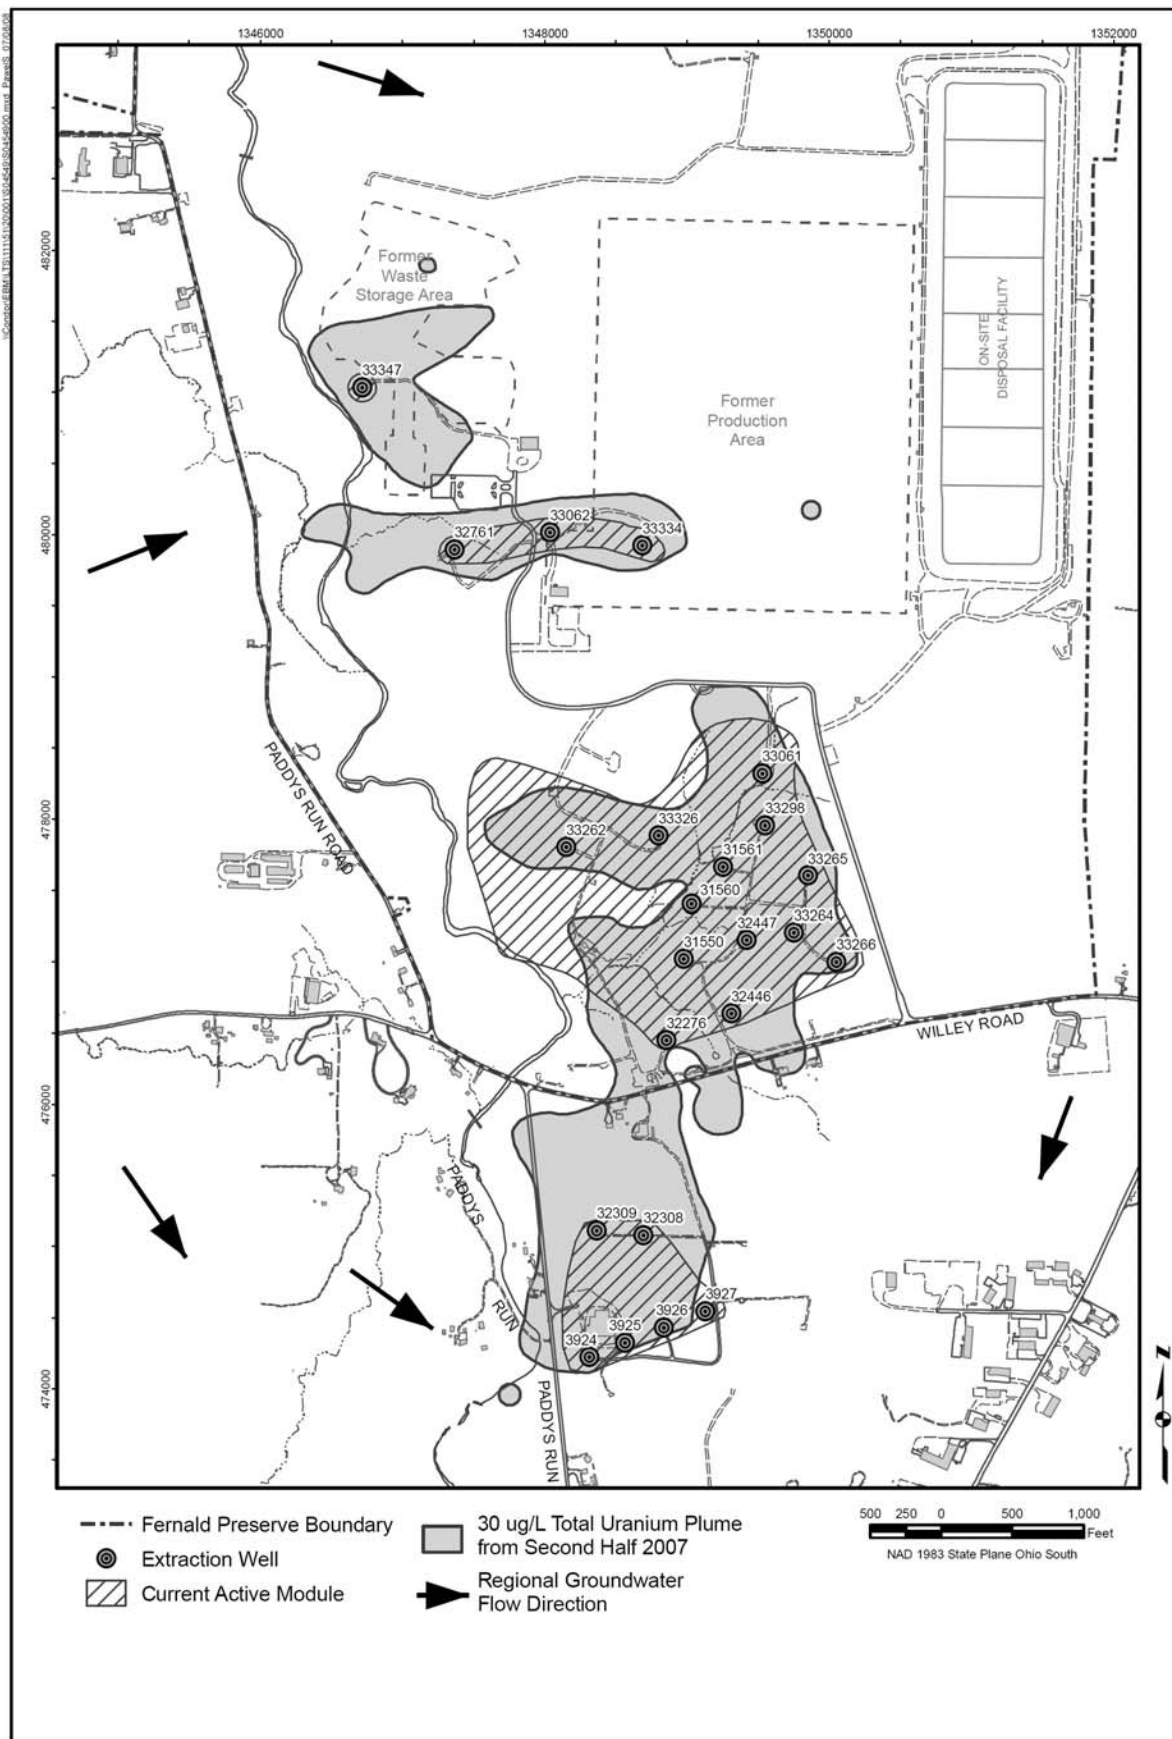 1346000
1348000
1350000
1352000
482000
480000
478000
476000
474000
Former
Waste
Storage Area
33347
Former
Production
Area
ON-SITE
DISPOSAL FACILITY
32761
33062
33334
PADDYS RUN ROAD
33061
33298
33262
33326
31561
33265
31560
33264
32447
31550
33266
32446
32276
WILLEY ROAD
PADDYS
RUN
32309
32308
3927
3926
3925
3924
PADDYS RUN
Z
Fernald Preserve Boundary
Extraction Well
Current Active Module
30 ug/L Total Uranium Plume
from Second Half 2007
Regional Groundwater
Flow Direction
500 250 0 500 1,000
Feet
NAD 1983 State Plane Ohio South